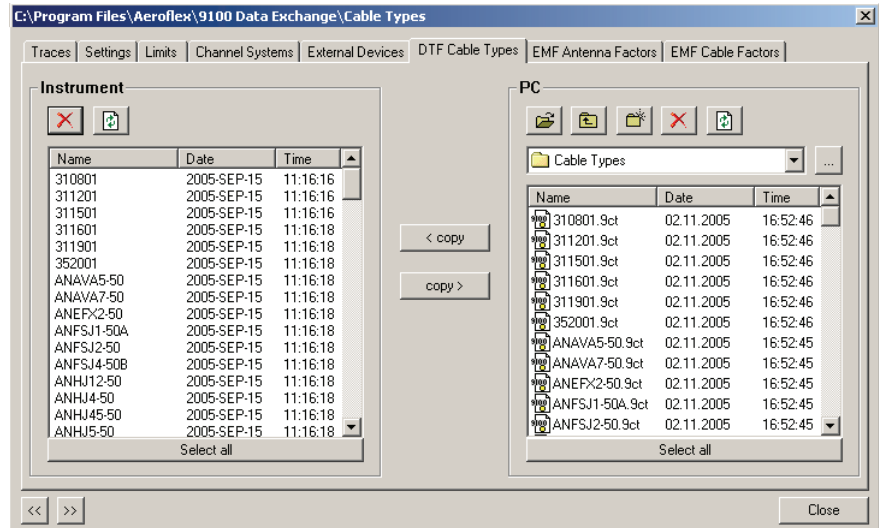 C:\Program Files\Aeroflex\9100 Data Exchange\Cable Types
Traces Settings Limits Channel Systems External Devices DTF Cable Types EMF Antenna Factors EMF Cable Factors
Instrument
Name Date Time
310801 2005-SEP-15 11:16:16
311201 2005-SEP-15 11:16:16
311501 2005-SEP-15 11:16:16
311601 2005-SEP-15 11:16:18
311901 2005-SEP-15 11:16:18
352001 2005-SEP-15 11:16:18
ANAVA5-50 2005-SEP-15 11:16:18
ANAVA7-50 2005-SEP-15 11:16:18
ANEFX2-50 2005-SEP-15 11:16:18
ANFSJ1-50A 2005-SEP-15 11:16:18
ANFSJ2-50 2005-SEP-15 11:16:18
ANFSJ4-50B 2005-SEP-15 11:16:18
ANHJ12-50 2005-SEP-15 11:16:18
ANHJ4-50 2005-SEP-15 11:16:18
ANHJ45-50 2005-SEP-15 11:16:18
ANHJ5-50 2005-SEP-15 11:16:18
Select all
< copy
copy >
PC
Cable Types ...
Name Date Time
310801.9ct 02.11.2005 16:52:46
311201.9ct 02.11.2005 16:52:46
311501.9ct 02.11.2005 16:52:46
311601.9ct 02.11.2005 16:52:46
311901.9ct 02.11.2005 16:52:46
352001.9ct 02.11.2005 16:52:46
ANAVA5-50.9ct 02.11.2005 16:52:45
ANAVA7-50.9ct 02.11.2005 16:52:45
ANEFX2-50.9ct 02.11.2005 16:52:45
ANFSJ1-50A.9ct 02.11.2005 16:52:45
ANFSJ2-50.9ct 02.11.2005 16:52:45
Select all
<< >> Close